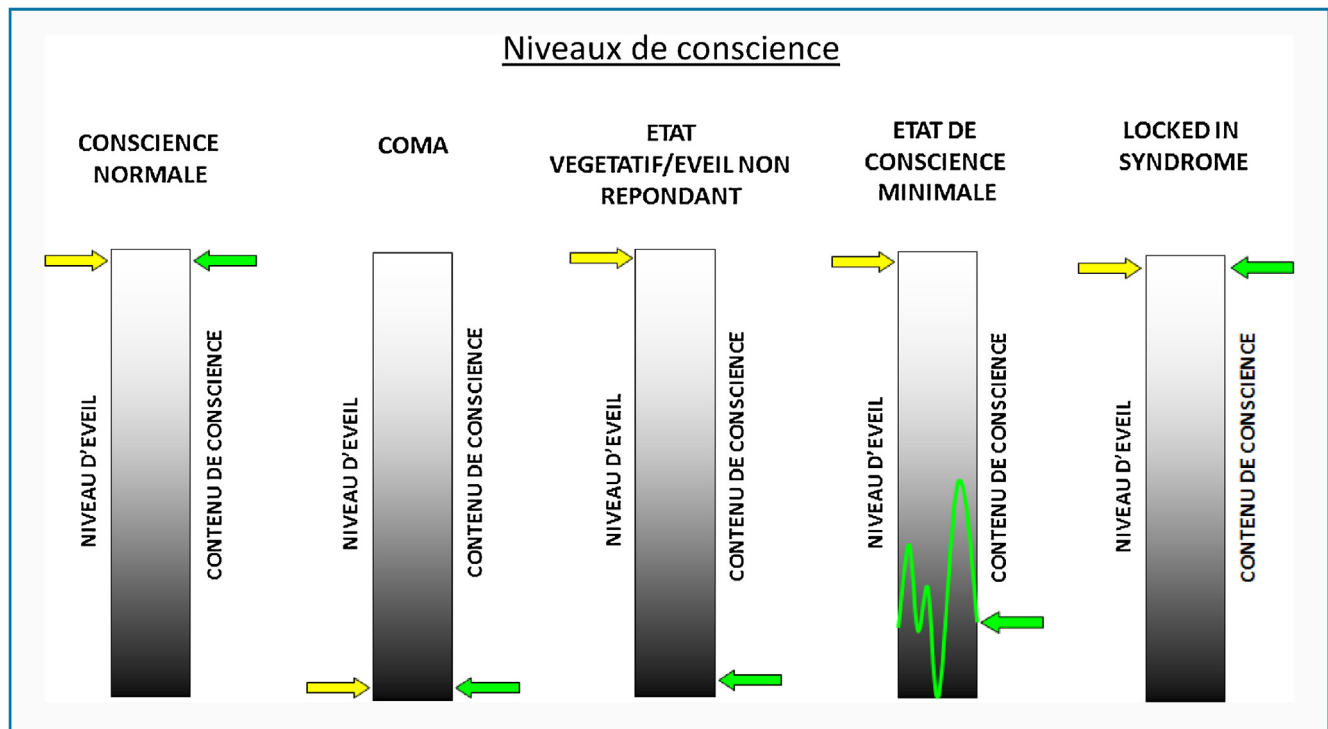 Niveaux de conscience
CONSCIENCE
NORMALE
COMA
ETAT
VEGETATIF/EVEIL NON
REPONDANT
ETAT DE
CONSCIENCE
MINIMALE
LOCKED IN
SYNDROME
NIVEAU D'EVEIL
CONTENU DE CONSCIENCE
NIVEAU D'EVEIL
CONTENU DE CONSCIENCE
NIVEAU D'EVEIL
CONTENU DE CONSCIENCE
NIVEAU D'EVEIL
CONTENU DE CONSCIENCE
NIVEAU D'EVEIL
CONTENU DE CONSCIENCE